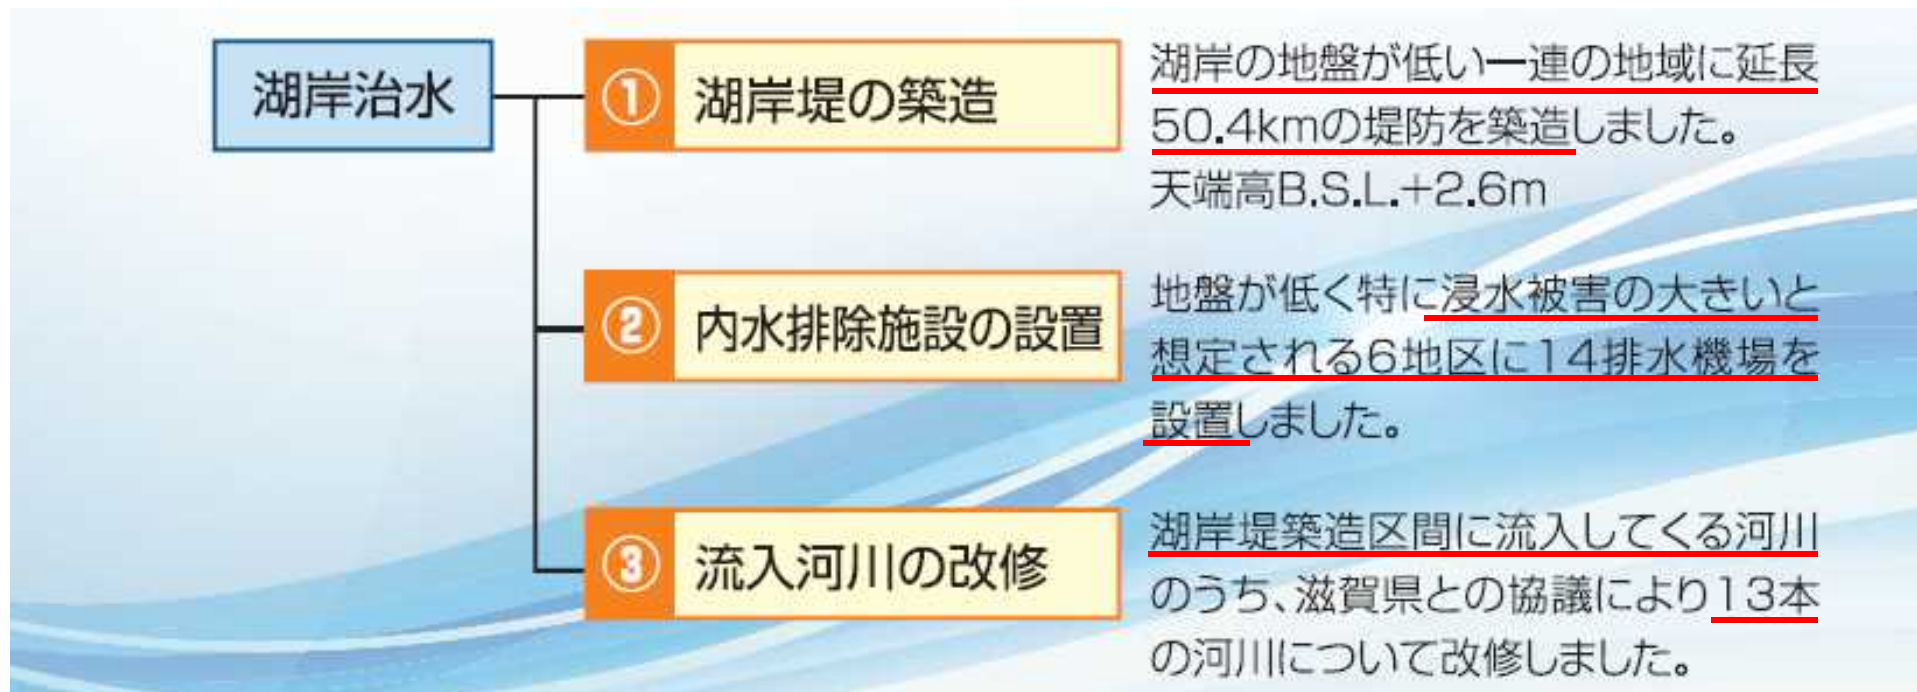 湖岸治水
① 湖岸堤の築造
湖岸の地盤が低い一連の地域に延長
50.4kmの堤防を築造しました。
天端高B.S.L.+2.6m
② 内水排除施設の設置
地盤が低く特に浸水被害の大きいと
想定される6地区に14排水機場を
設置しました。
③ 流入河川の改修
湖岸堤築造区間に流入してくる河川
のうち、滋賀県との協議により13本
の河川について改修しました。